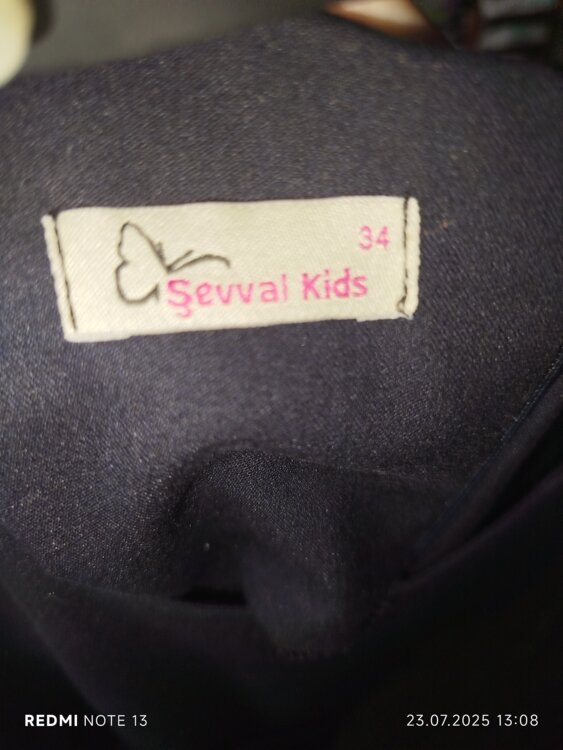 34
Şevval Kids
REDMI NOTE 13
23.07.2025 13:08